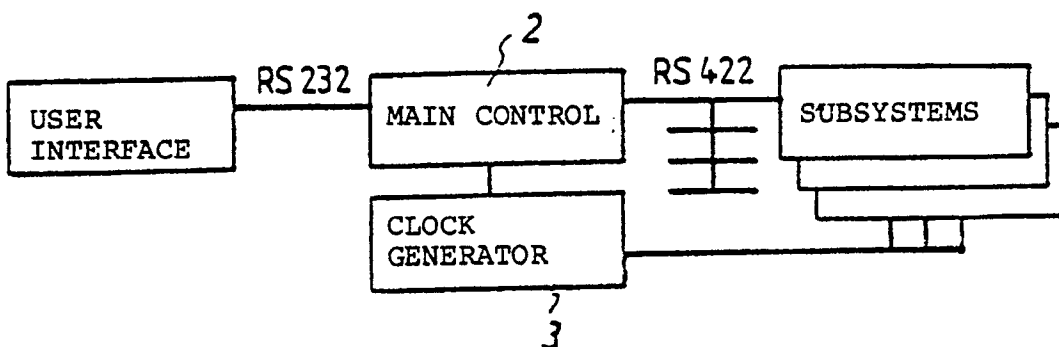 2
RS 232
RS 422
USER
INTERFACE
MAIN CONTROL
SUBSYSTEMS
CLOCK
GENERATOR
3